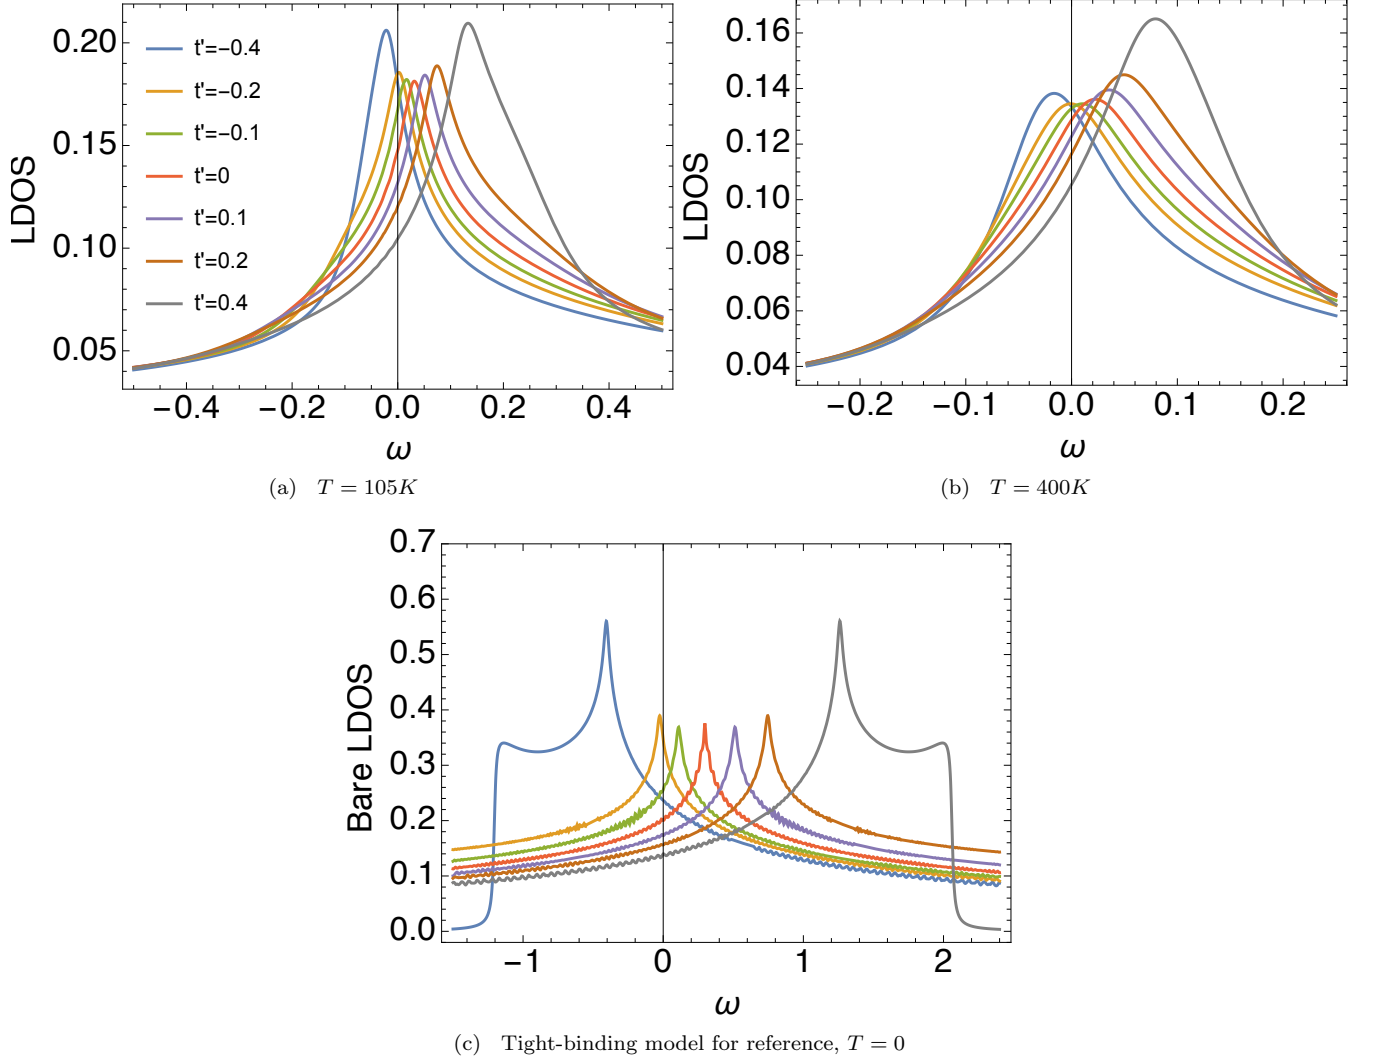 0.20
0.15
0.10
0.05
LDOS
t'=−0.4
t'=−0.2
t'=−0.1
t'=0
t'=0.1
t'=0.2
t'=0.4
−0.4 −0.2 0.0 0.2 0.4
ω
(a) T = 105K
0.16
0.14
0.12
0.10
0.08
0.06
0.04
LDOS
−0.2 −0.1 0.0 0.1 0.2
ω
(b) T = 400K
0.7
0.6
0.5
0.4
0.3
0.2
0.1
0.0
Bare LDOS
−1 0 1 2
ω
(c) Tight-binding model for reference, T = 0